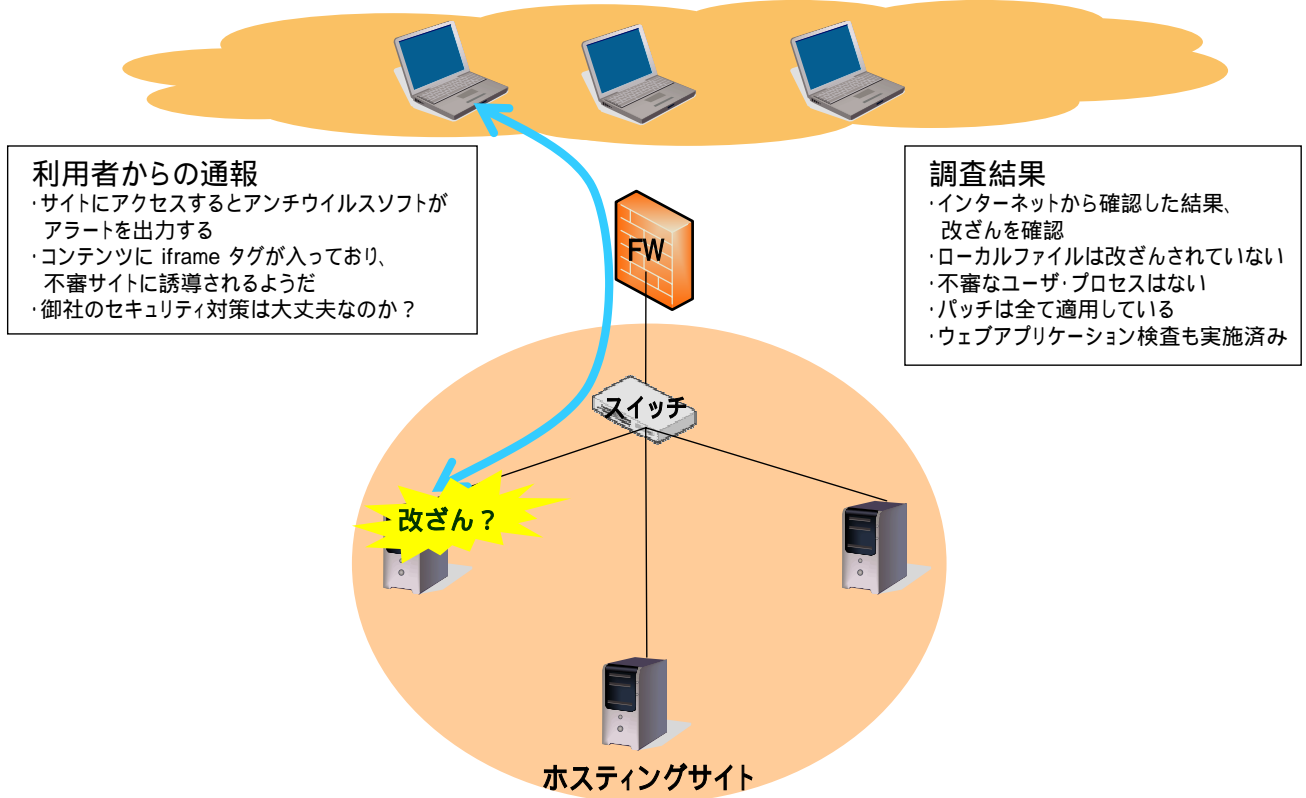 利用者からの通報
・サイトにアクセスするとアンチウイルスソフトが
アラートを出力する
・コンテンツに iframe タグが入っており、
不審サイトに誘導されるようだ
・御社のセキュリティ対策は大丈夫なのか？
調査結果
・インターネットから確認した結果、
改ざんを確認
・ローカルファイルは改ざんされていない
・不審なユーザ・プロセスはない
・パッチは全て適用している
・ウェブアプリケーション検査も実施済み
FW
スイッチ
改ざん？
ホスティングサイト